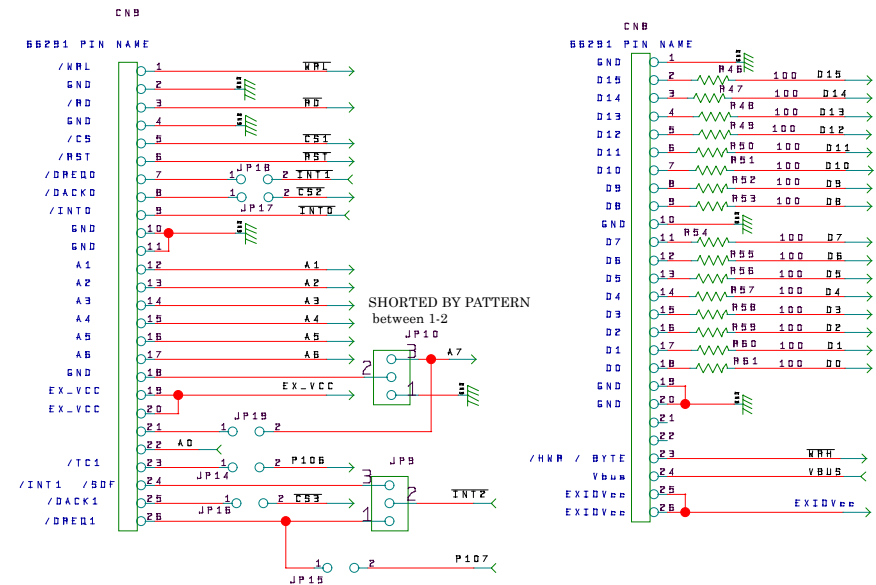 CN9
66291 PIN NAME
/WRL 1 WRL
GND 2
/RD 3 RD
GND 4
/CS 5 CS1
/RST 6 RST
/DREQ0 7 1 JP18 2 INT1
/DACK0 8 1 JP17 2 CS2
/INT0 9 INT0
GND 10
GND 11
A1 12 A1
A2 13 A2
A3 14 A3
A4 15 A4
A5 16 A5
A6 17 A6
SHORTED BY PATTERN
between 1-2
JP10
3 A7
GND 18 2
EX_VCC 19 EX_VCC 1
EX_VCC 20
21 1 JP19 2
22 A0
/TC1 23 1 JP14 2 P106
JP9
/INT1 /SOF 24 3
/DACK1 25 1 JP16 2 CS3 2 INT2
/DREQ1 26 1
1 JP15 2 P107
CN8
66291 PIN NAME
GND 1
D15 2 R46 100 D15
D14 3 R47 100 D14
D13 4 R48 100 D13
D12 5 R49 100 D12
D11 6 R50 100 D11
D10 7 R51 100 D10
D9 8 R52 100 D9
D8 9 R53 100 D8
GND 10
D7 11 R54 100 D7
D6 12 R55 100 D6
D5 13 R56 100 D5
D4 14 R57 100 D4
D3 15 R58 100 D3
D2 16 R59 100 D2
D1 17 R60 100 D1
D0 18 R61 100 D0
GND 19
GND 20
21
22
/HWR / BYTE 23 WRH
Vbus 24 VBUS
EXIOVcc 25
EXIOVcc 26 EXIOVcc